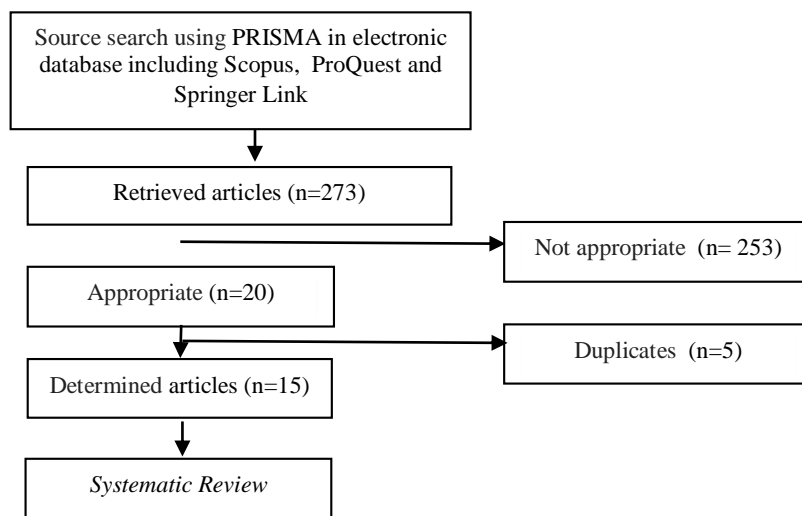 Source search using PRISMA in electronic
database including Scopus, ProQuest and
Springer Link
Retrieved articles (n=273)
Not appropriate (n= 253)
Appropriate (n=20)
Duplicates (n=5)
Determined articles (n=15)
Systematic Review